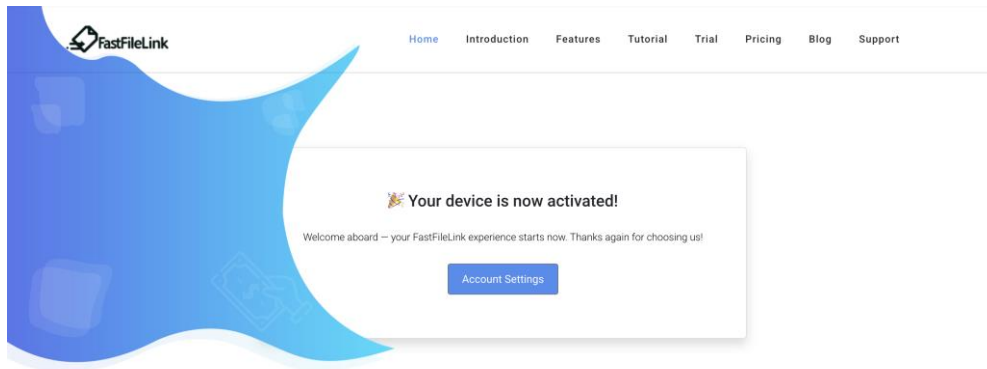 FastFileLink
Home Introduction Features Tutorial Trial Pricing Blog Support
🎉 Your device is now activated!
Welcome aboard — your FastFileLink experience starts now. Thanks again for choosing us!
Account Settings